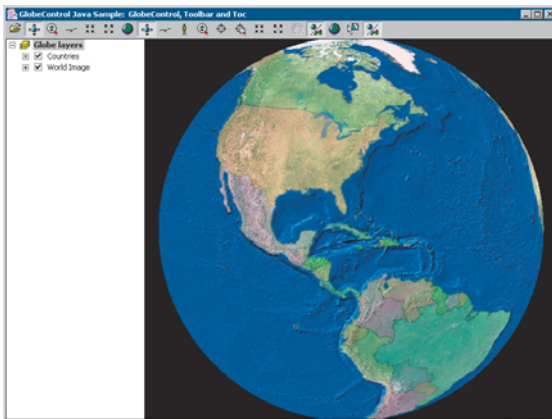 GlobeControl Java Sample: GlobeControl, Toolbar and Toc
Globe layers
Countries
World Image